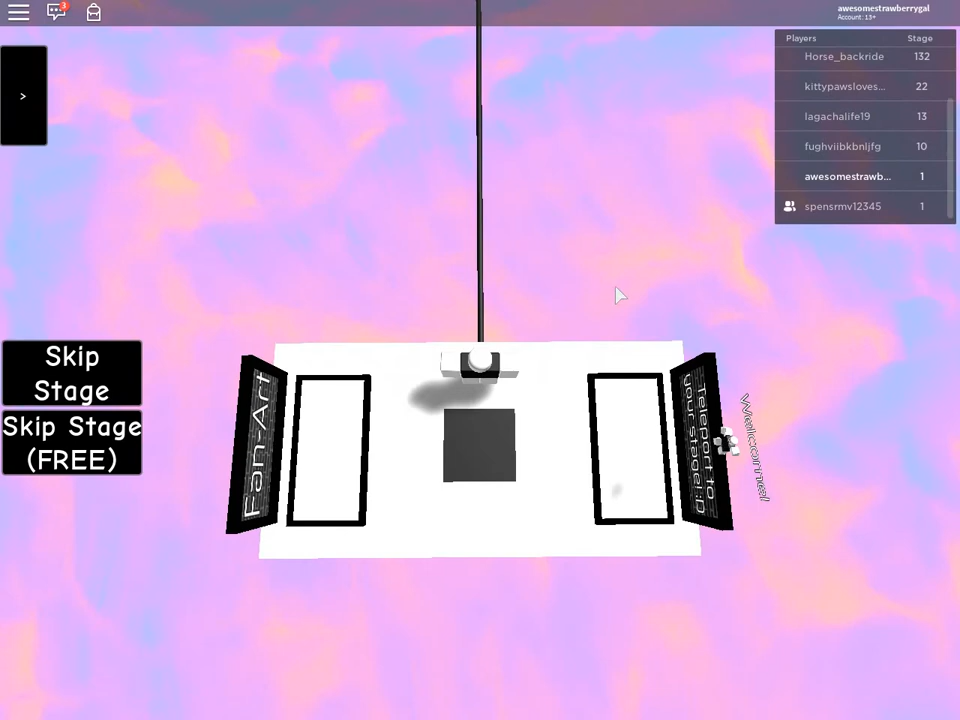 3
awesomestrawberrygal
Account: 13+
Players Stage
Horse_backride 132
kittypawsloves... 22
lagachalife19 13
fughviibkbnljfg 10
awesomestrawb... 1
spensrmv12345 1
>
Skip
Stage
Skip Stage
(FREE)
Fan-Art
Teleport to
your stage!:D